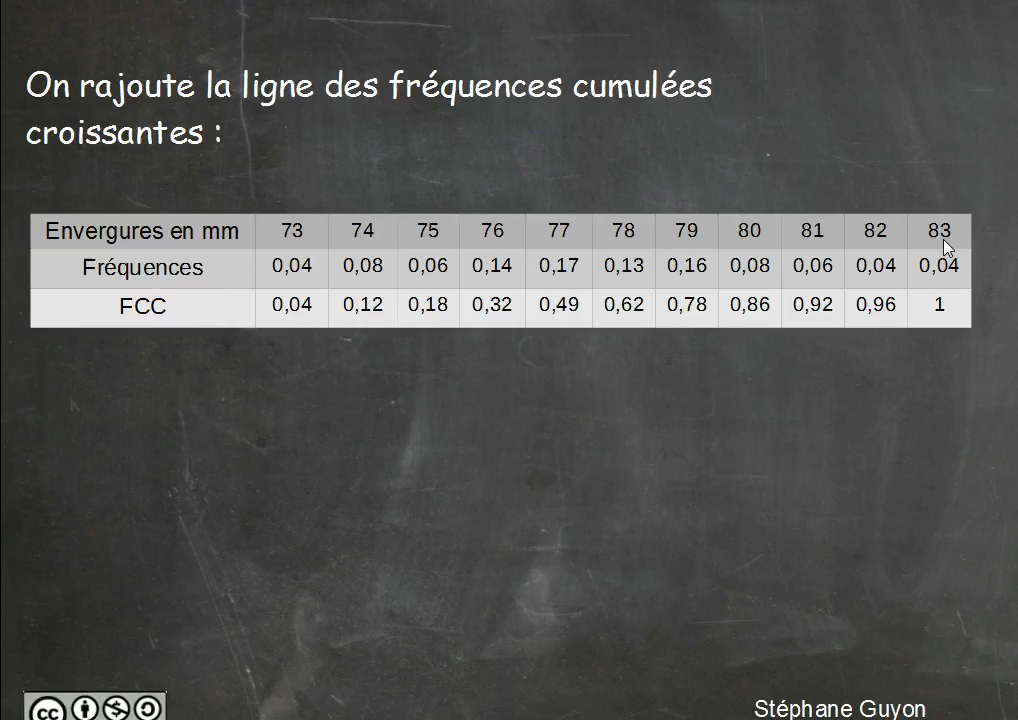 On rajoute la ligne des fréquences cumulées
croissantes :
Envergures en mm 73 74 75 76 77 78 79 80 81 82 83
Fréquences 0,04 0,08 0,06 0,14 0,17 0,13 0,16 0,08 0,06 0,04 0,04
FCC 0,04 0,12 0,18 0,32 0,49 0,62 0,78 0,86 0,92 0,96 1
cc
Stéphane Guyon